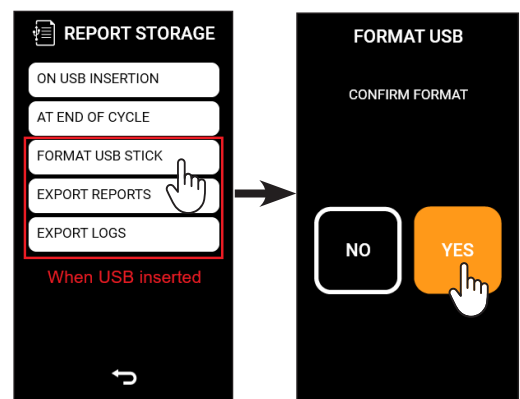 REPORT STORAGE
ON USB INSERTION
AT END OF CYCLE
FORMAT USB STICK
EXPORT REPORTS
EXPORT LOGS
When USB inserted
FORMAT USB
CONFIRM FORMAT
NO
YES